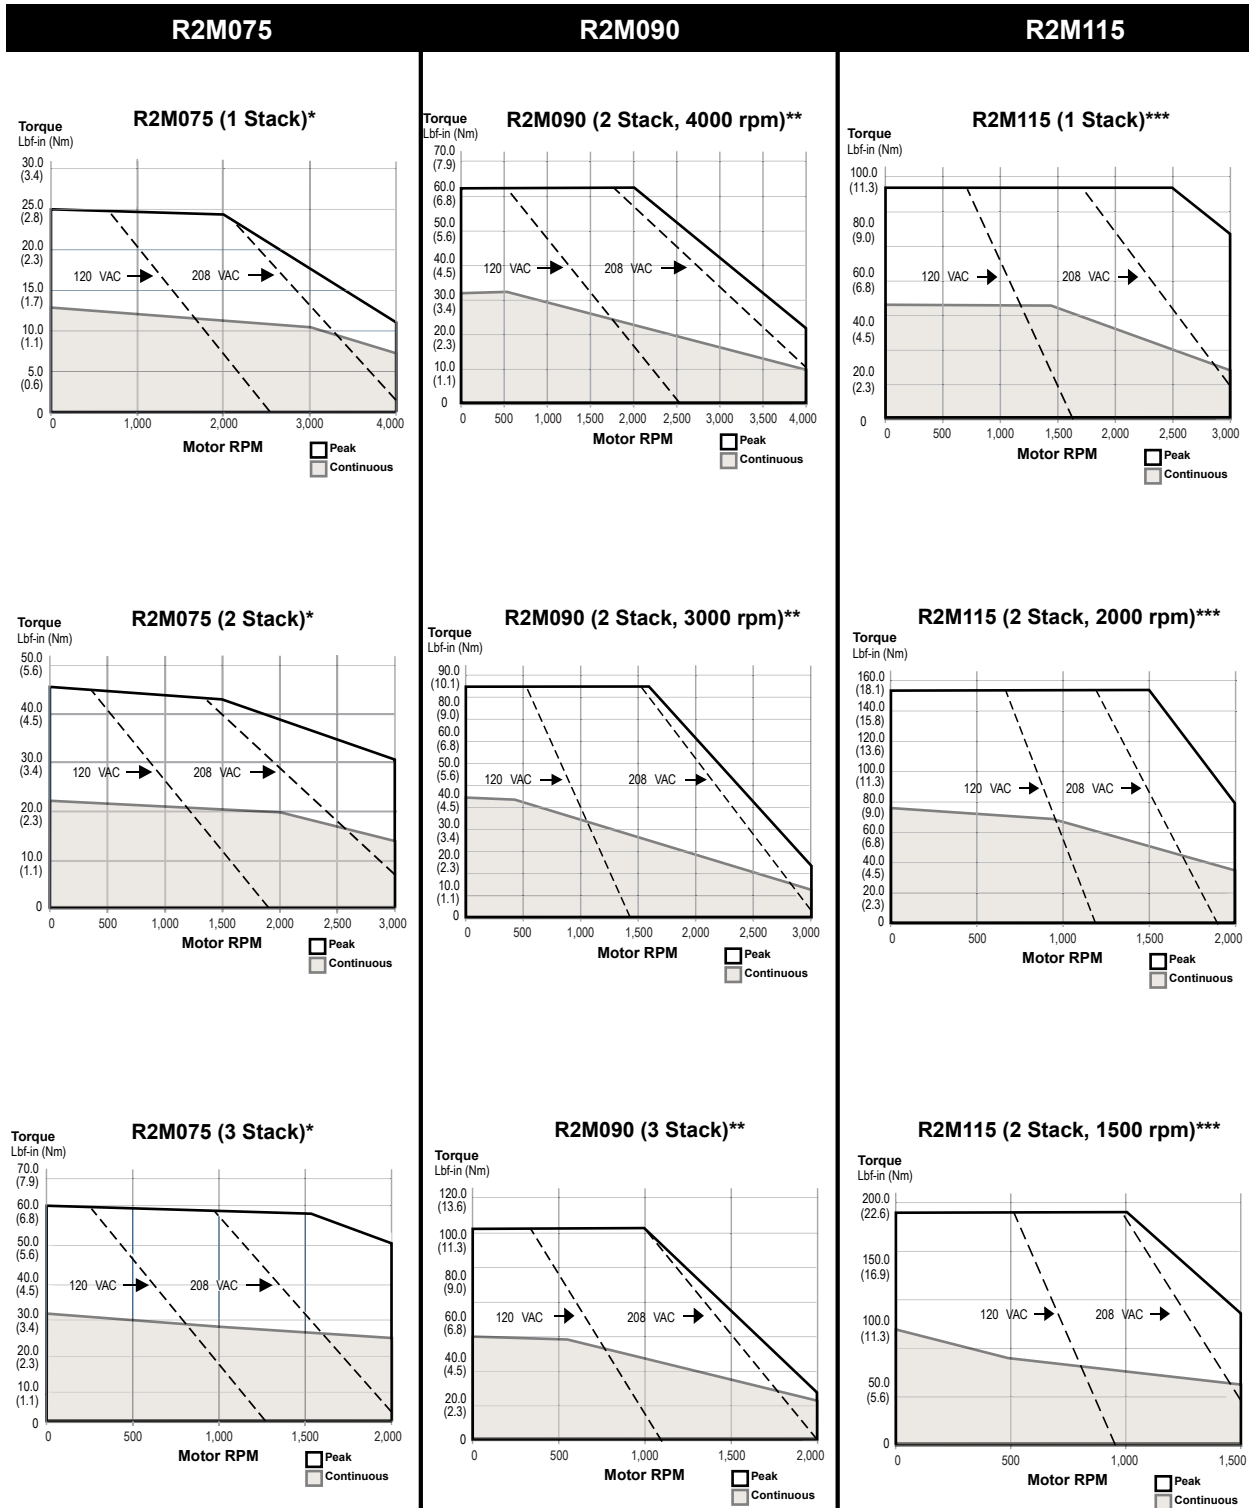 R2M075
R2M090
R2M115
R2M075 (1 Stack)*
Torque
Lbf-in (Nm)
30.0
(3.4)
25.0
(2.8)
20.0
(2.3)
15.0
(1.7)
10.0
(1.1)
5.0
(0.6)
0
120 VAC
208 VAC
0 1,000 2,000 3,000 4,000
Motor RPM
Peak
Continuous
R2M090 (2 Stack, 4000 rpm)**
Torque
Lbf-in (Nm)
70.0
(7.9)
60.0
(6.8)
50.0
(5.6)
40.0
(4.5)
30.0
(3.4)
20.0
(2.3)
10.0
(1.1)
0
120 VAC
208 VAC
0 500 1,000 1,500 2,000 2,500 3,000 3,500 4,000
Motor RPM
Peak
Continuous
R2M115 (1 Stack)***
Torque
Lbf-in (Nm)
100.0
(11.3)
80.0
(9.0)
60.0
(6.8)
40.0
(4.5)
20.0
(2.3)
0
120 VAC
208 VAC
0 500 1,000 1,500 2,000 2,500 3,000
Motor RPM
Peak
Continuous
R2M075 (2 Stack)*
Torque
Lbf-in (Nm)
50.0
(5.6)
40.0
(4.5)
30.0
(3.4)
20.0
(2.3)
10.0
(1.1)
0
120 VAC
208 VAC
0 500 1,000 1,500 2,000 2,500 3,000
Motor RPM
Peak
Continuous
R2M090 (2 Stack, 3000 rpm)**
Torque
Lbf-in (Nm)
90.0
(10.1)
80.0
(9.0)
60.0
(6.8)
50.0
(5.6)
40.0
(4.5)
30.0
(3.4)
20.0
(2.3)
10.0
(1.1)
0
120 VAC
208 VAC
0 500 1,000 1,500 2,000 2,500 3,000
Motor RPM
Peak
Continuous
R2M115 (2 Stack, 2000 rpm)***
Torque
Lbf-in (Nm)
160.0
(18.1)
140.0
(15.8)
120.0
(13.6)
100.0
(11.3)
80.0
(9.0)
60.0
(6.8)
40.0
(4.5)
20.0
(2.3)
0
120 VAC
208 VAC
0 500 1,000 1,500 2,000
Motor RPM
Peak
Continuous
R2M075 (3 Stack)*
Torque
Lbf-in (Nm)
70.0
(7.9)
60.0
(6.8)
50.0
(5.6)
40.0
(4.5)
30.0
(3.4)
20.0
(2.3)
10.0
(1.1)
0
120 VAC
208 VAC
0 500 1,000 1,500 2,000
Motor RPM
Peak
Continuous
R2M090 (3 Stack)**
Torque
Lbf-in (Nm)
120.0
(13.6)
100.0
(11.3)
80.0
(9.0)
60.0
(6.8)
40.0
(4.5)
20.0
(2.3)
0
120 VAC
208 VAC
0 500 1,000 1,500 2,000
Motor RPM
Peak
Continuous
R2M115 (2 Stack, 1500 rpm)***
Torque
Lbf-in (Nm)
200.0
(22.6)
150.0
(16.9)
100.0
(11.3)
50.0
(5.6)
0
120 VAC
208 VAC
0 500 1,000 1,500
Motor RPM
Peak
Continuous